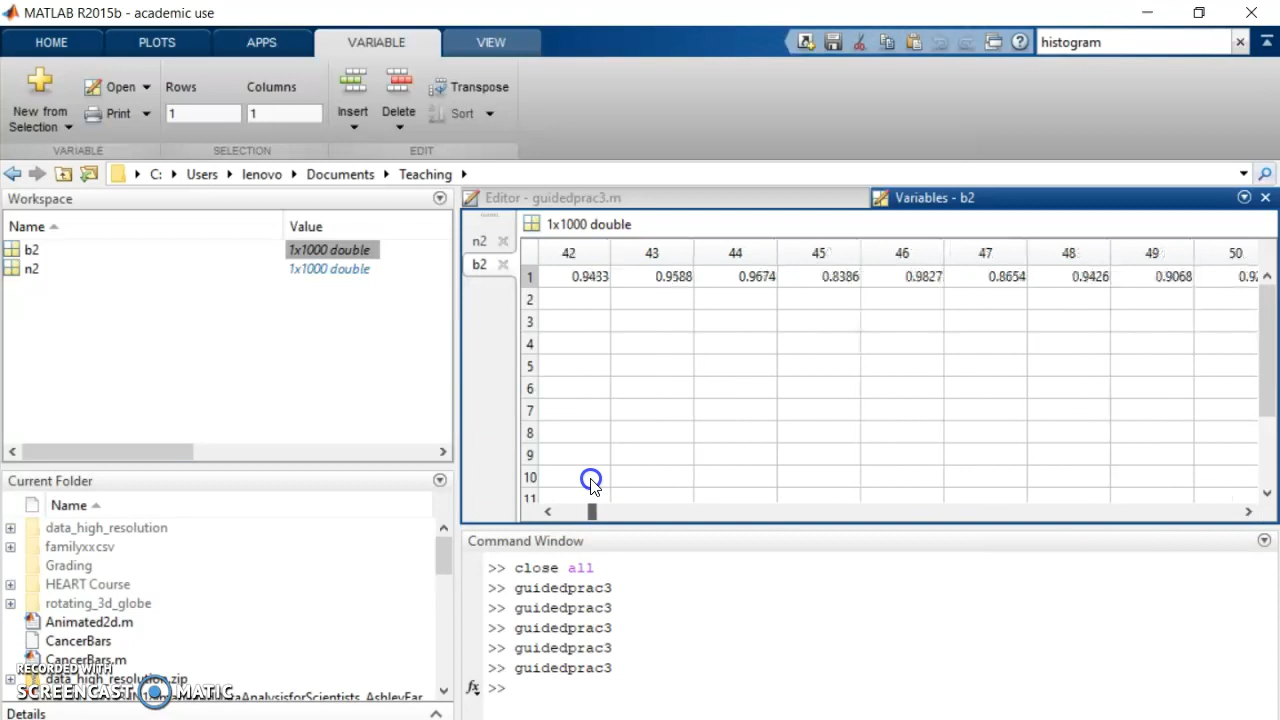 MATLAB R2015b - academic use
HOME PLOTS APPS VARIABLE VIEW histogram
New from Selection
Open
Print
Rows Columns
1 1
Insert Delete
Transpose
Sort
VARIABLE SELECTION EDIT
C: Users lenovo Documents Teaching
Workspace
Name Value
b2 1x1000 double
n2 1x1000 double
Editor - guidedprac3.m Variables - b2
n2
b2
1x1000 double
42 43 44 45 46 47 48 49 50
1 0.9433 0.9588 0.9674 0.8386 0.9827 0.8654 0.9426 0.9068
2
3
4
5
6
7
8
9
10
11
Current Folder
Name
data_high_resolution
familyxxcsv
Grading
HEART Course
rotating_3d_globe
Animated2d.m
CancerBars
CancerBars.m
data_high_resolution.zip
RECORDED WITH
SCREENCAST MATIC
Details
Command Window
>> close all
>> guidedprac3
>> guidedprac3
>> guidedprac3
>> guidedprac3
>> guidedprac3
fx >>